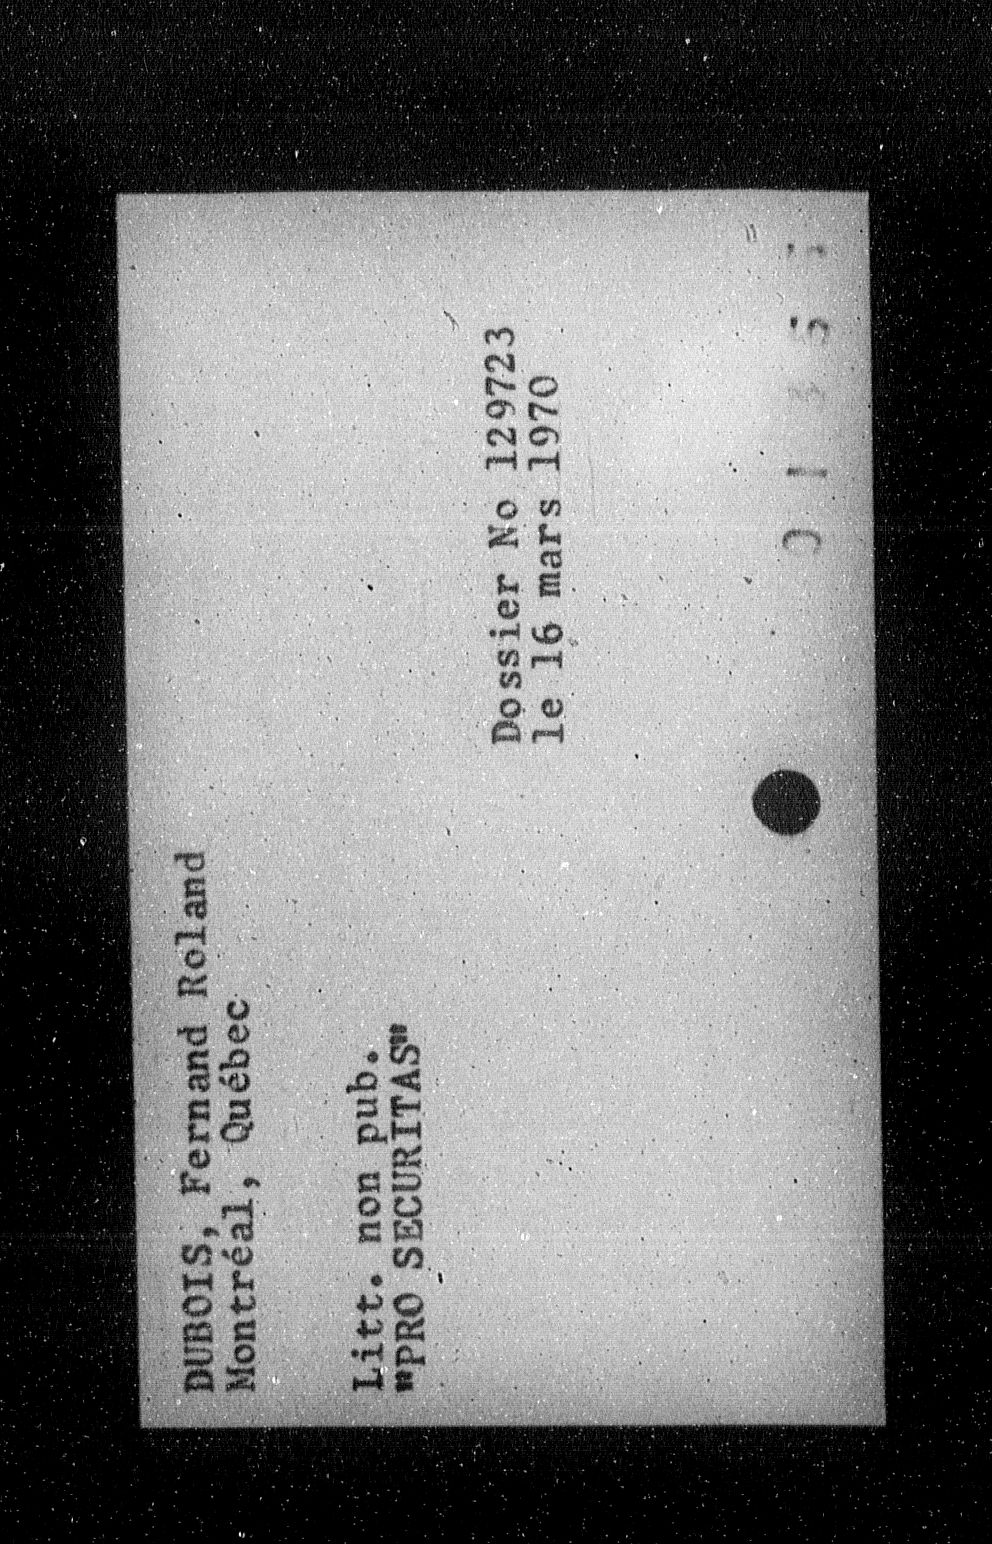 DUBOIS, Fernand Roland
Montréal, Québec
Litt. non pub.
"PRO SECURITAS"
Dossier No 129723
le 16 mars 1970